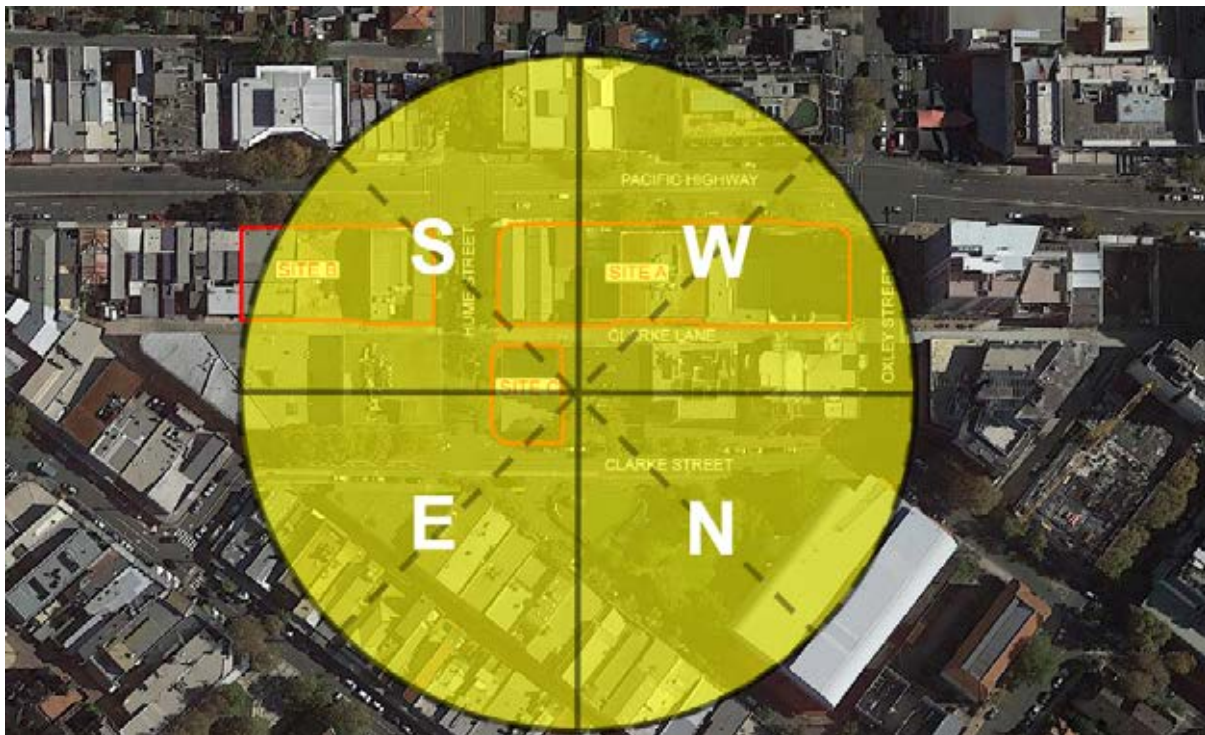 PACIFIC HIGHWAY
S
W
SITE B
HUME STREET
SITE A
CLARKE LANE
OXLEY STREET
SITE C
CLARKE STREET
E
N